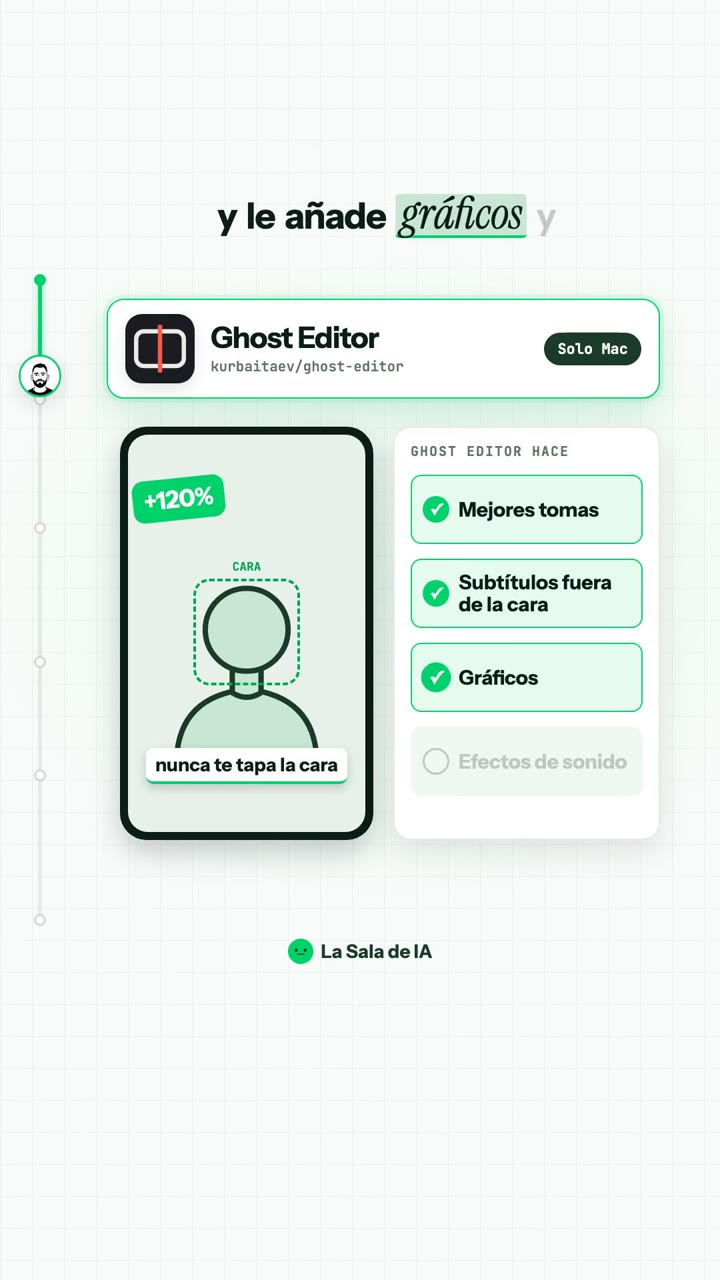 y le añade gráficos y
Ghost Editor
kurbaitaev/ghost-editor
Solo Mac
+120%
CARA
nunca te tapa la cara
GHOST EDITOR HACE
Mejores tomas
Subtítulos fuera
de la cara
Gráficos
Efectos de sonido
La Sala de IA